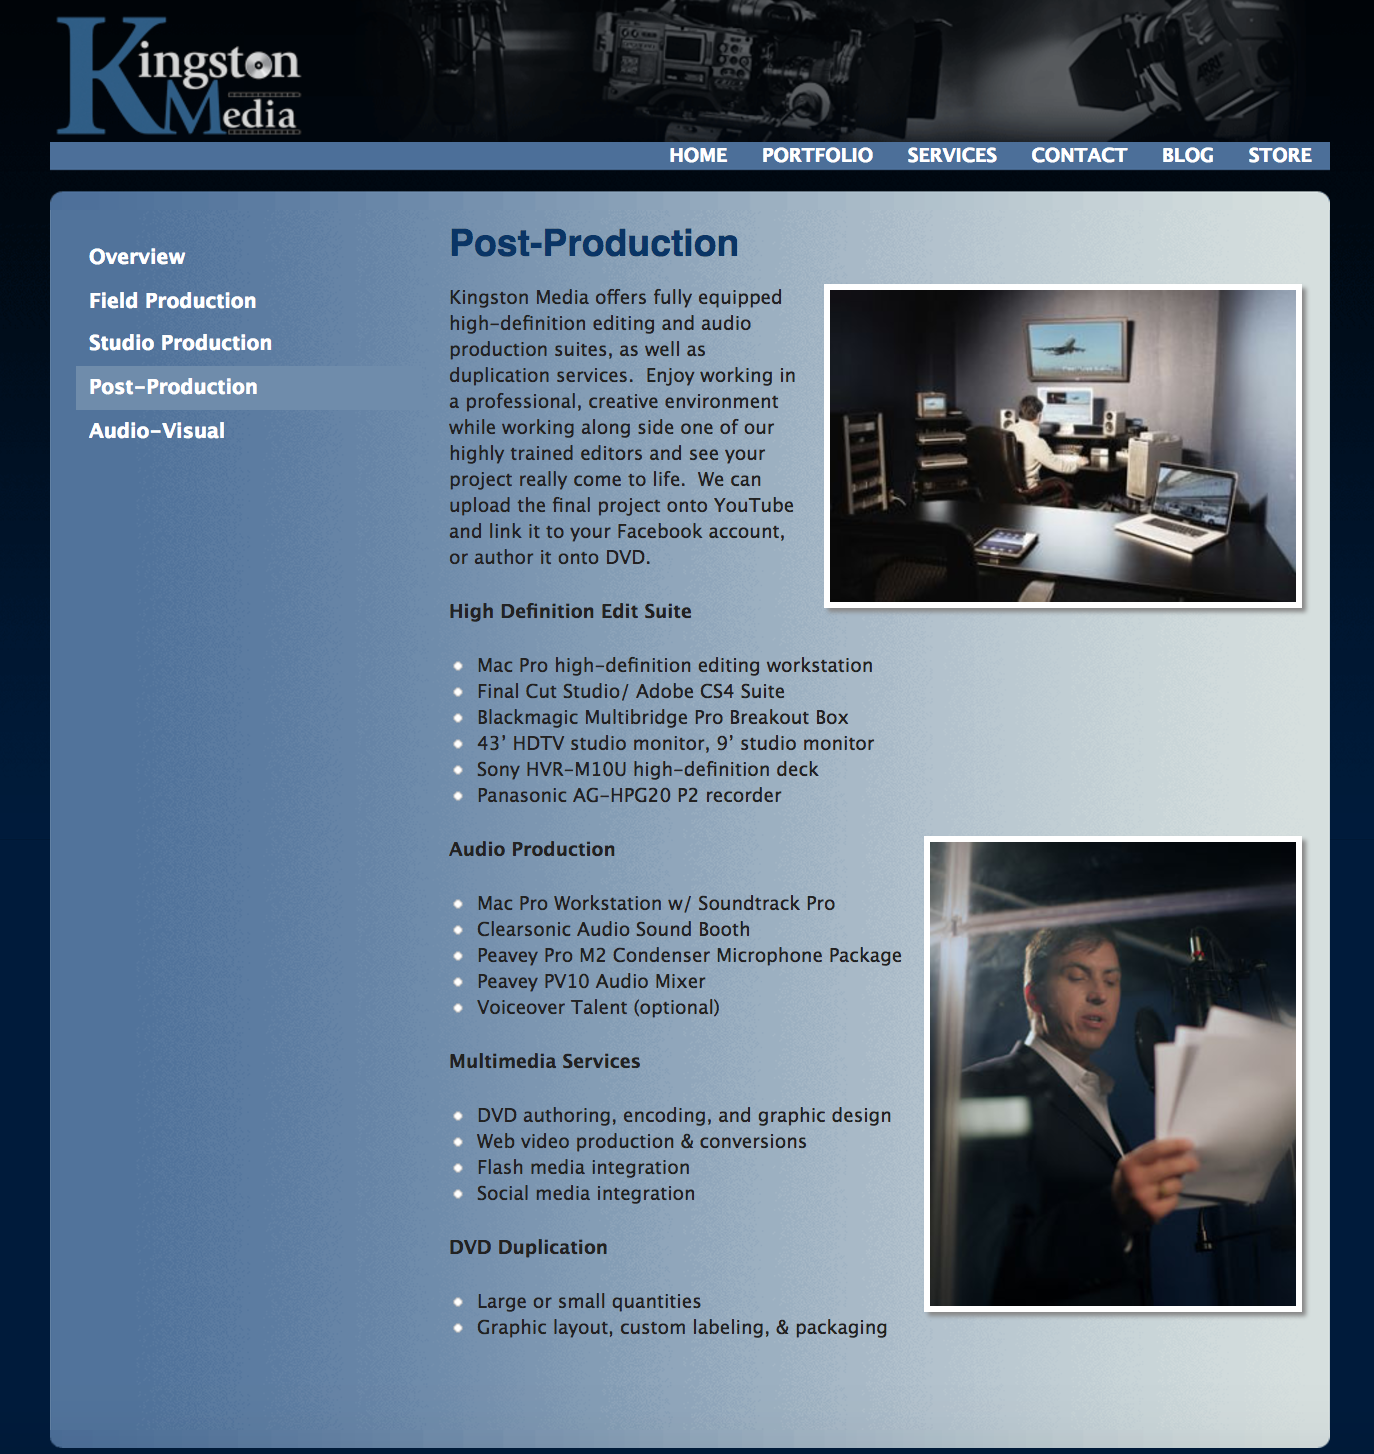 Kingston
Media
HOME PORTFOLIO SERVICES CONTACT BLOG STORE
Overview
Field Production
Studio Production
Post-Production
Audio-Visual
Post-Production
Kingston Media offers fully equipped
high-definition editing and audio
production suites, as well as
duplication services.  Enjoy working in
a professional, creative environment
while working along side one of our
highly trained editors and see your
project really come to life.  We can
upload the final project onto YouTube
and link it to your Facebook account,
or author it onto DVD.
High Definition Edit Suite
Mac Pro high-definition editing workstation
Final Cut Studio/ Adobe CS4 Suite
Blackmagic Multibridge Pro Breakout Box
43’ HDTV studio monitor, 9’ studio monitor
Sony HVR-M10U high-definition deck
Panasonic AG-HPG20 P2 recorder
Audio Production
Mac Pro Workstation w/ Soundtrack Pro
Clearsonic Audio Sound Booth
Peavey Pro M2 Condenser Microphone Package
Peavey PV10 Audio Mixer
Voiceover Talent (optional)
Multimedia Services
DVD authoring, encoding, and graphic design
Web video production & conversions
Flash media integration
Social media integration
DVD Duplication
Large or small quantities
Graphic layout, custom labeling, & packaging